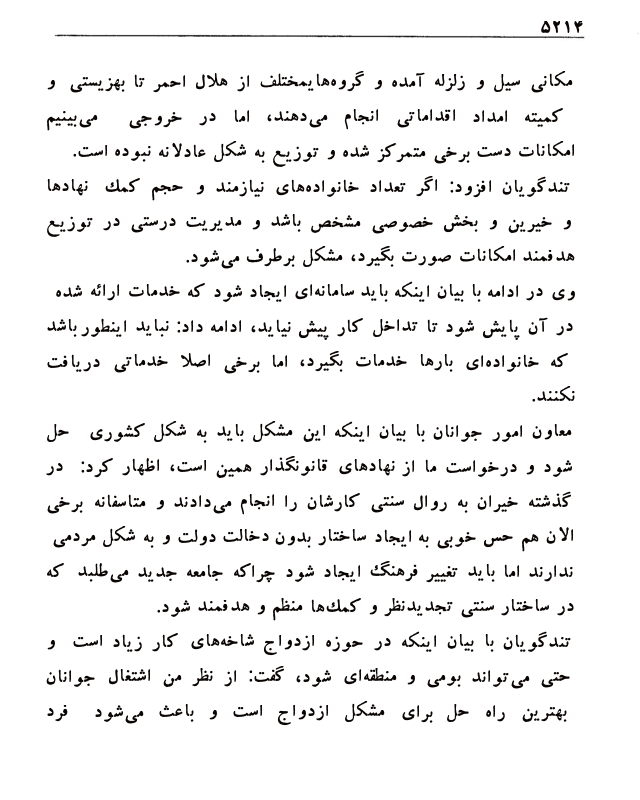 ۵۲۱۴
مکانی سیل و زلزله آمده و گروه‌هایمختلف از هلال احمر تا بهزیستی و
کمیته امداد اقداماتی انجام می‌دهند، اما در خروجی می‌بینیم
امکانات دست برخی متمرکز شده و توزیع به شکل عادلانه نبوده است.
تندگویان افزود: اگر تعداد خانواده‌های نیازمند و حجم کمك نهادها
و خیرین و بخش خصوصی مشخص باشد و مدیریت درستی در توزیع
هدفمند امکانات صورت بگیرد، مشکل برطرف می‌شود.
وی در ادامه با بیان اینکه باید سامانه‌ای ایجاد شود که خدمات ارائه شده
در آن پایش شود تا تداخل کار پیش نیاید، ادامه داد: نباید اینطور باشد
که خانواده‌ای بارها خدمات بگیرد، اما برخی اصلا خدماتی دریافت
نکنند.
معاون امور جوانان با بیان اینکه این مشکل باید به شکل کشوری حل
شود و درخواست ما از نهادهای قانونگذار همین است، اظهار کرد: در
گذشته خیران به روال سنتی کارشان را انجام می‌دادند و متاسفانه برخی
الان هم حس خوبی به ایجاد ساختار بدون دخالت دولت و به شکل مردمی
ندارند اما باید تغییر فرهنگ ایجاد شود چراکه جامعه جدید می‌طلبد که
در ساختار سنتی تجدیدنظر و کمك‌ها منظم و هدفمند شود.
تندگویان با بیان اینکه در حوزه ازدواج شاخه‌های کار زیاد است و
حتی می‌تواند بومی و منطقه‌ای شود، گفت: از نظر من اشتغال جوانان
بهترین راه حل برای مشکل ازدواج است و باعث می‌شود فرد